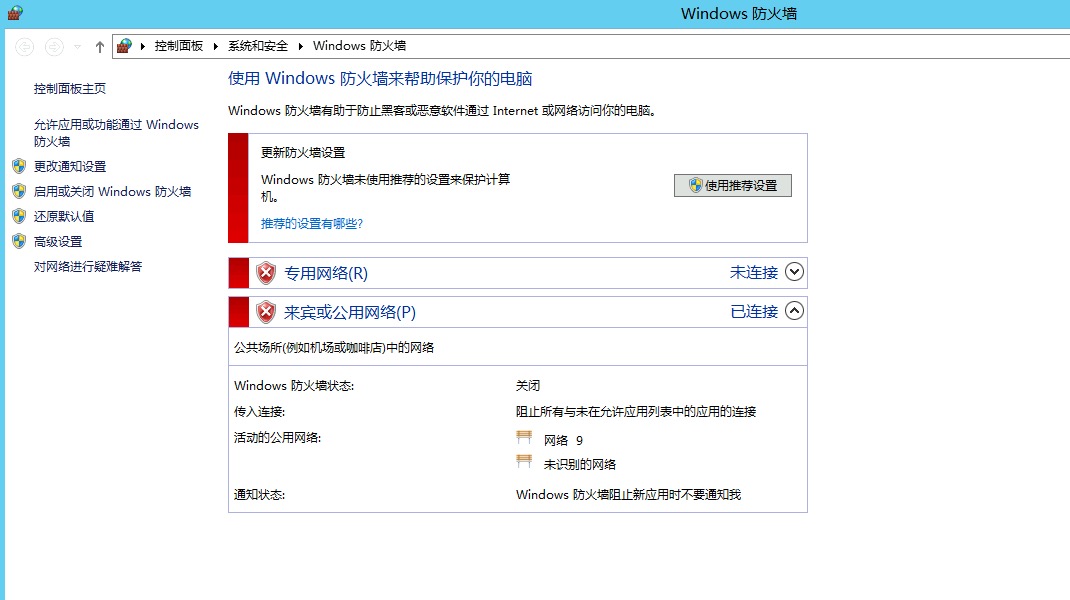 Windows 防火墙
控制面板 系统和安全 Windows 防火墙
控制面板主页
允许应用或功能通过 Windows
防火墙
更改通知设置
启用或关闭 Windows 防火墙
还原默认值
高级设置
对网络进行疑难解答
使用 Windows 防火墙来帮助保护你的电脑
Windows 防火墙有助于防止黑客或恶意软件通过 Internet 或网络访问你的电脑。
更新防火墙设置
Windows 防火墙未使用推荐的设置来保护计算
机。
使用推荐设置
推荐的设置有哪些?
专用网络(R) 未连接
来宾或公用网络(P) 已连接
公共场所(例如机场或咖啡店)中的网络
Windows 防火墙状态: 关闭
传入连接: 阻止所有与未在允许应用列表中的应用的连接
活动的公用网络: 网络 9
未识别的网络
通知状态: Windows 防火墙阻止新应用时不要通知我